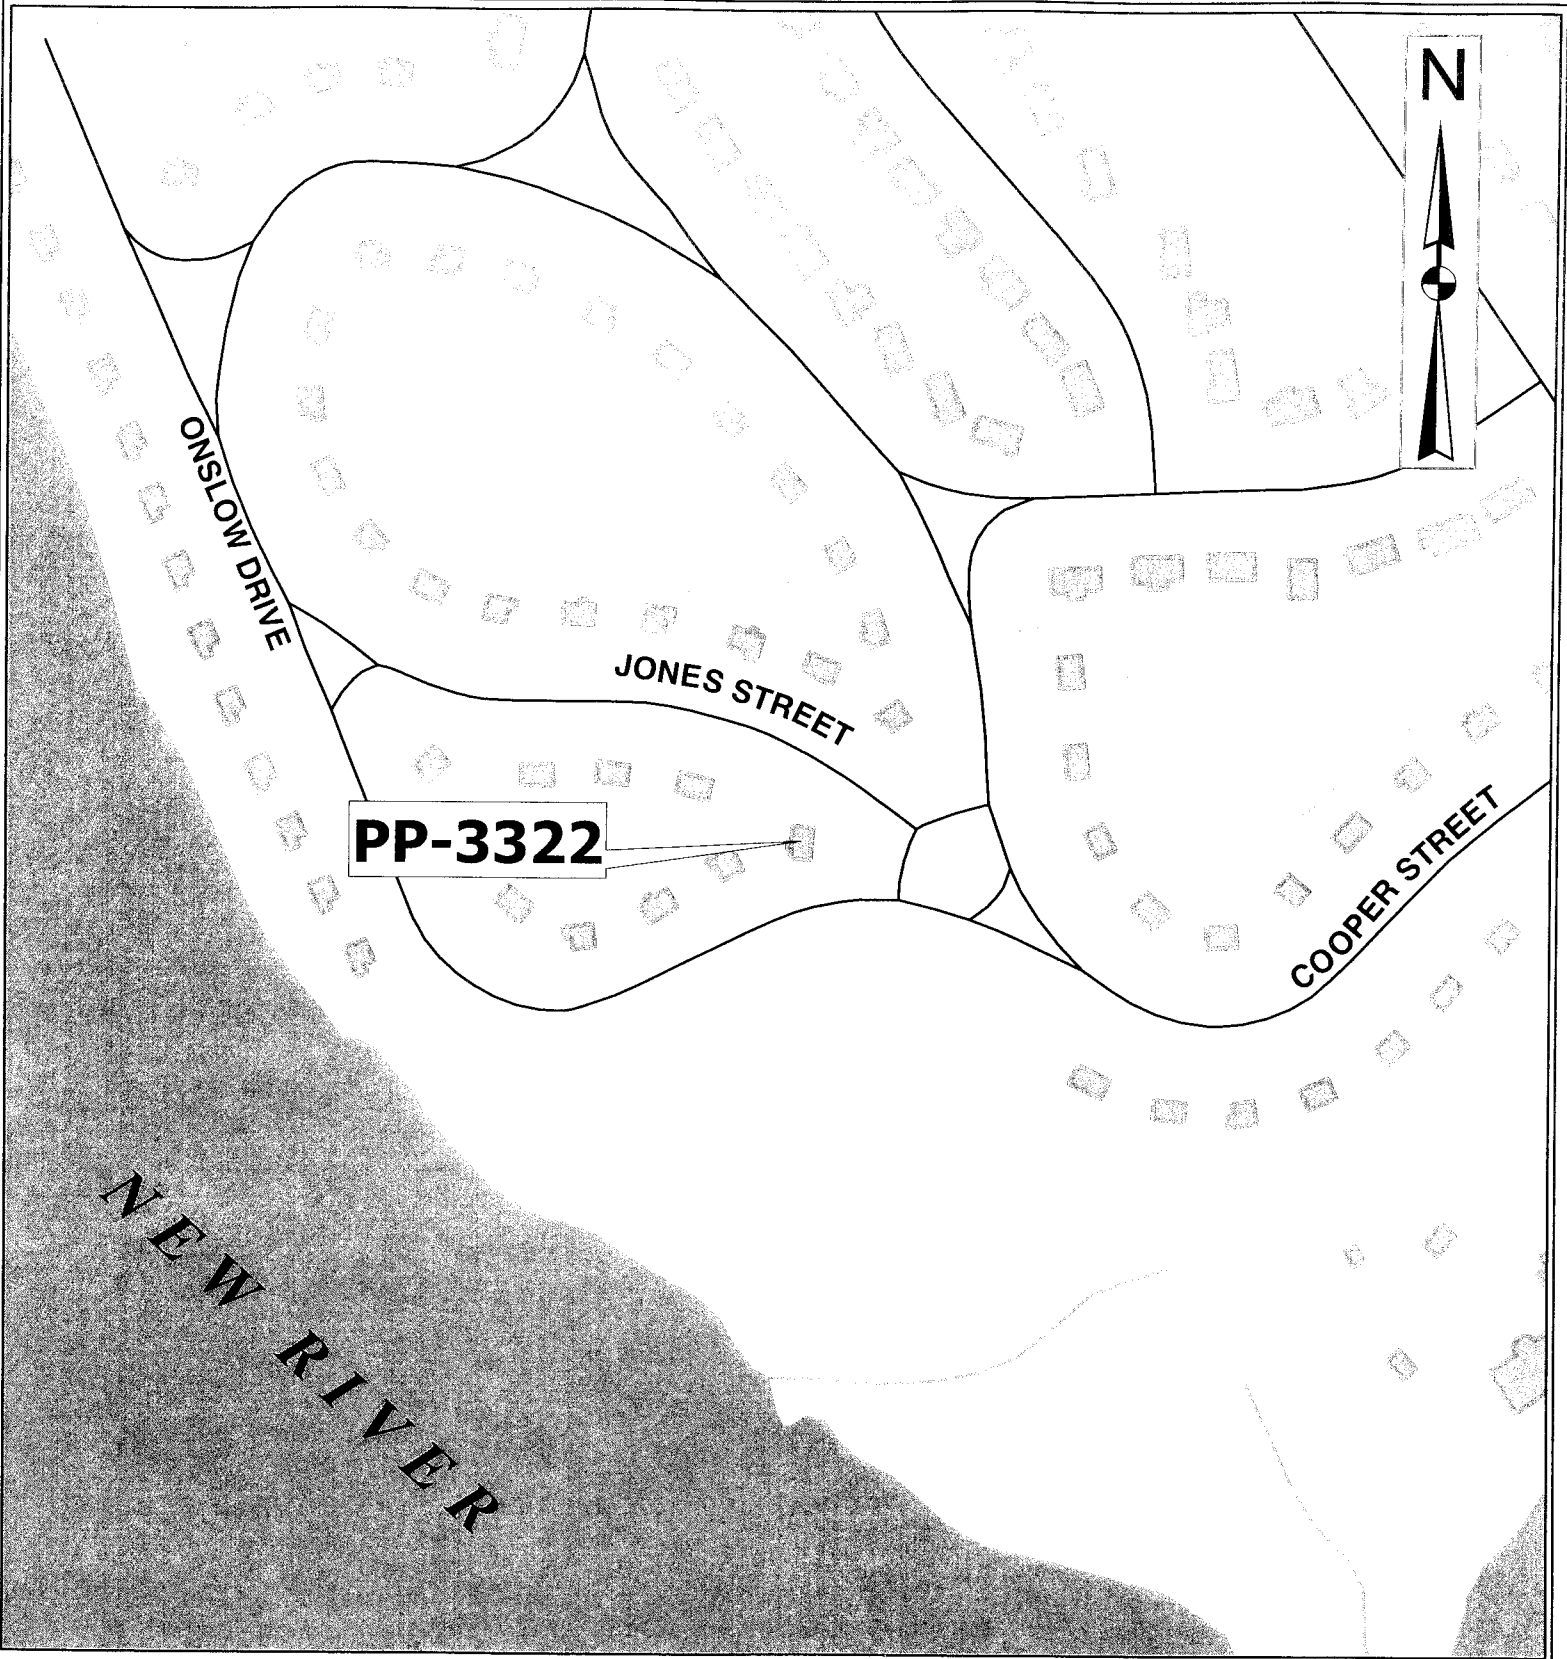 N
ONSLOW DRIVE
JONES STREET
PP-3322
COOPER STREET
NEW RIVER